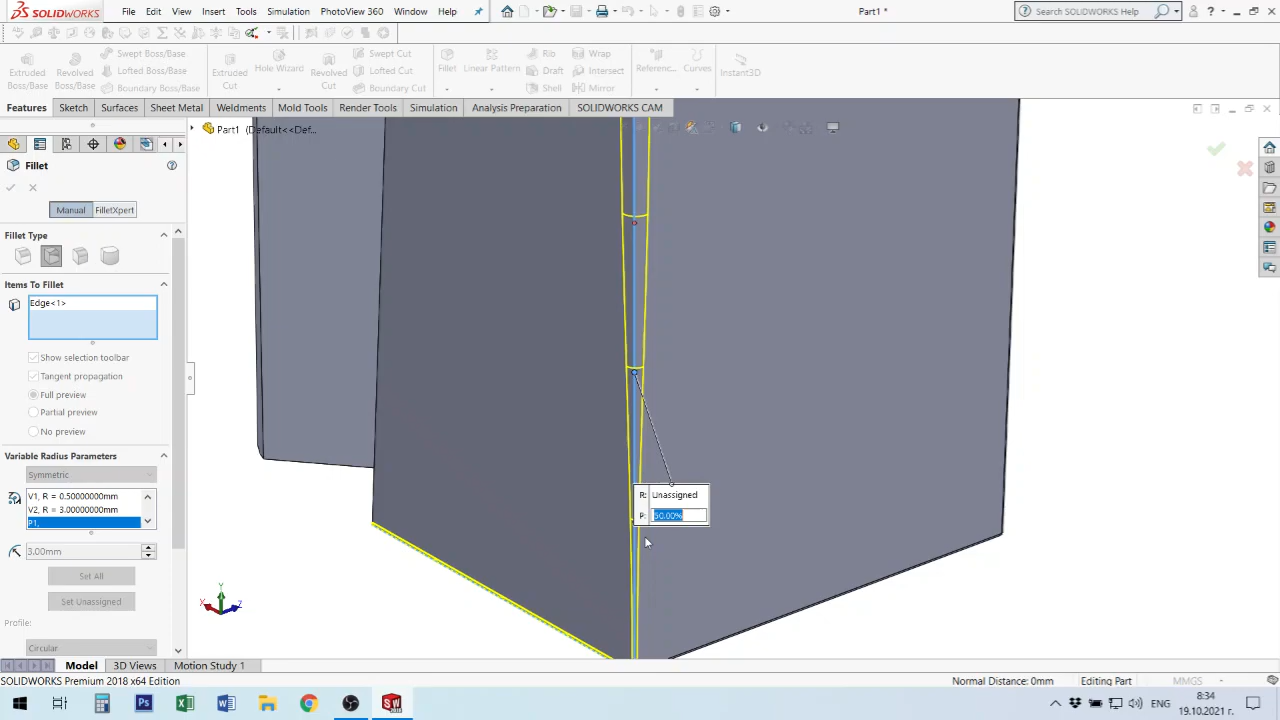 SOLIDWORKS
File Edit View Insert Tools Simulation PhotoView 360 Window Help
Part1 *
Search SOLIDWORKS Help
Extruded Boss/Base
Revolved Boss/Base
Swept Boss/Base
Lofted Boss/Base
Boundary Boss/Base
Extruded Cut
Hole Wizard
Revolved Cut
Swept Cut
Lofted Cut
Boundary Cut
Fillet
Linear Pattern
Rib
Draft
Shell
Wrap
Intersect
Mirror
Referenc...
Curves
Instant3D
Features Sketch Surfaces Sheet Metal Weldments Mold Tools Render Tools Simulation Analysis Preparation SOLIDWORKS CAM
Part1 (Default<<Def...
Fillet
Manual FilletXpert
Fillet Type
Items To Fillet
Edge<1>
Show selection toolbar
Tangent propagation
Full preview
Partial preview
No preview
Variable Radius Parameters
Symmetric
V1, R = 0.50000000mm
V2, R = 3.00000000mm
P1,
3.00mm
Set All
Set Unassigned
Profile:
Circular
R: Unassigned
P: 50.00%
Y
X
Z
Model 3D Views Motion Study 1
SOLIDWORKS Premium 2018 x64 Edition
Normal Distance: 0mm Editing Part MMGS
ENG
8:34
19.10.2021 г.